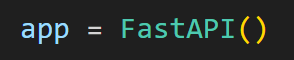 app = FastAPI()